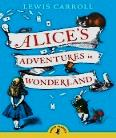 LEWIS CARROLL
ALICE'S
ADVENTURES in
WONDERLAND